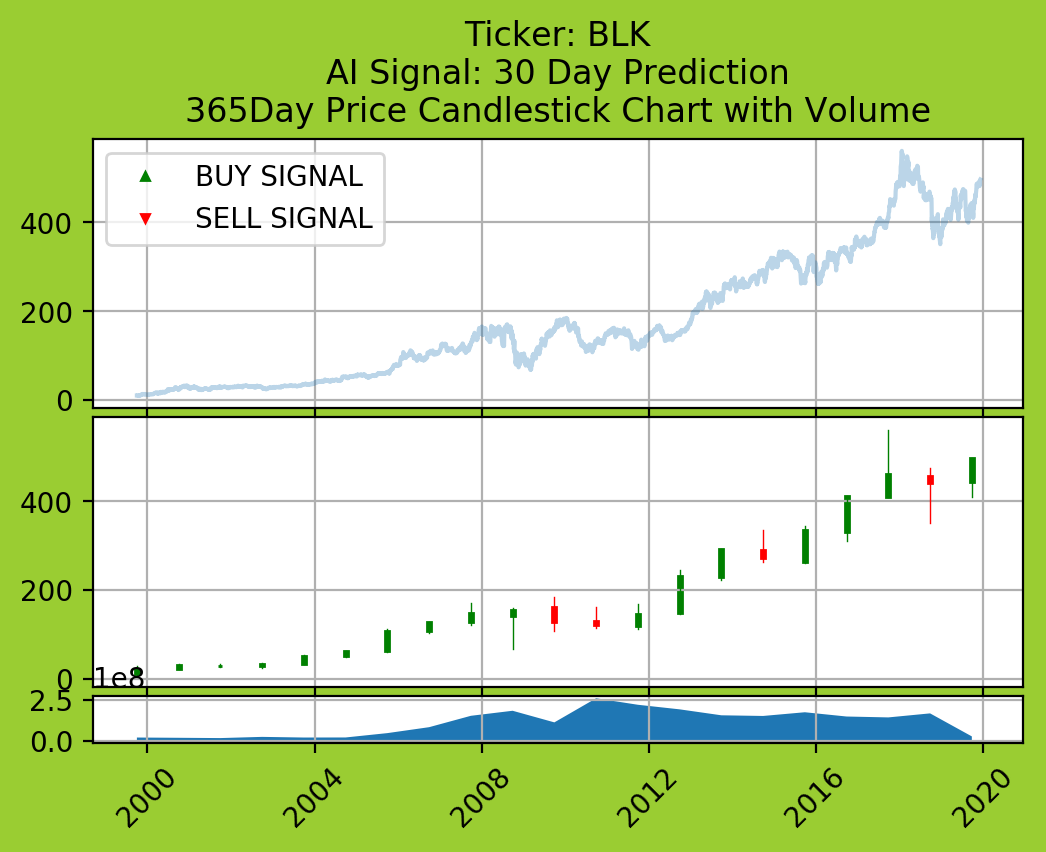 Ticker: BLK
AI Signal: 30 Day Prediction
365Day Price Candlestick Chart with Volume
BUY SIGNAL
SELL SIGNAL
400
200
0
400
200
0
1e8
2.5
0.0
2000
2004
2008
2012
2016
2020